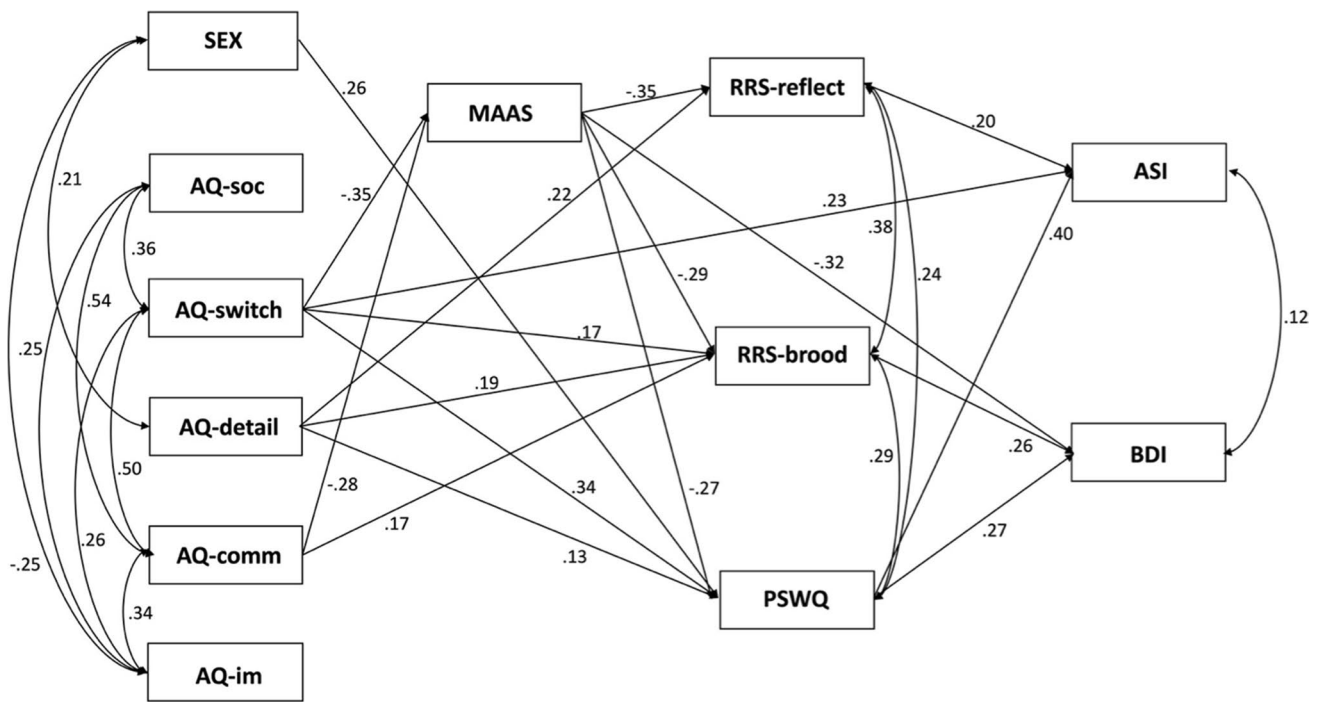 SEX
.26
MAAS
-.35
RRS-reflect
.20
AQ-soc
.21
-.35
.22
.23
.38
.40
ASI
.36
-.29
-.32
.24
.54
AQ-switch
.17
RRS-brood
.12
.25
.19
AQ-detail
.29
.26
BDI
.50
-.28
.34
-.27
.17
.27
-.25
.26
AQ-comm
.13
.34
PSWQ
AQ-im